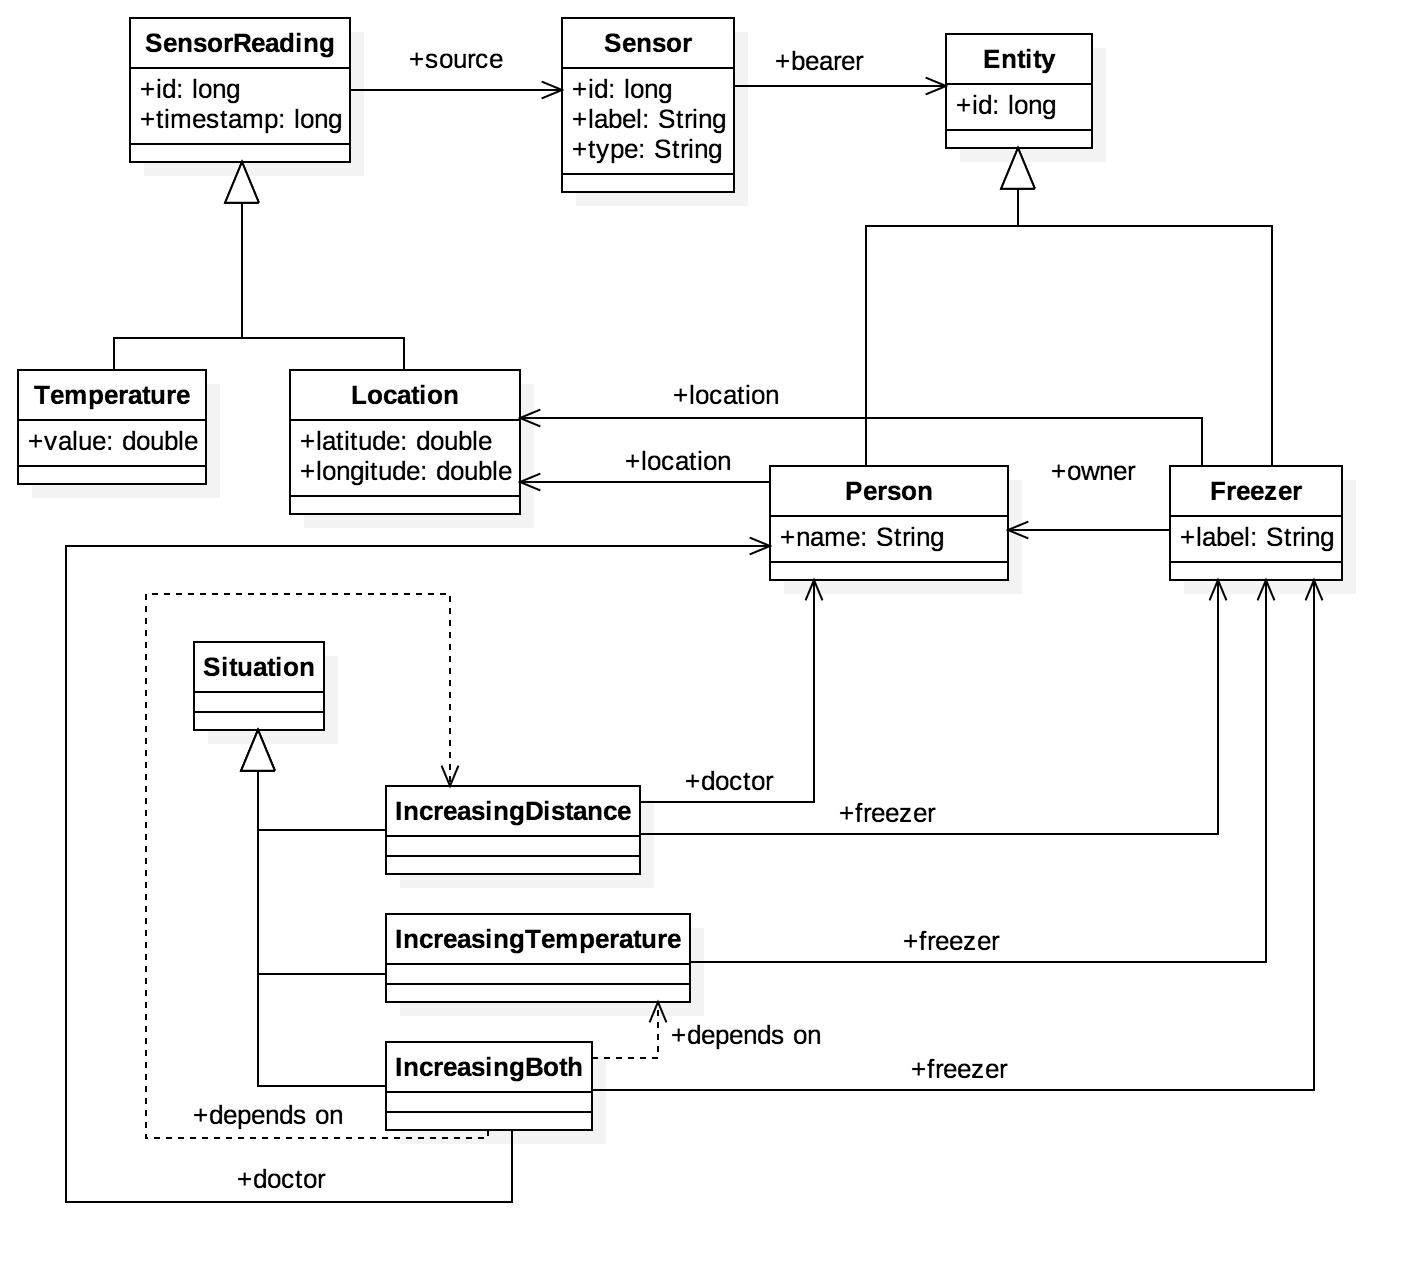 SensorReading
+id: long
+timestamp: long
+source
Sensor
+id: long
+label: String
+type: String
+bearer
Entity
+id: long
Temperature
+value: double
Location
+latitude: double
+longitude: double
+location
+location
Person
+name: String
+owner
Freezer
+label: String
Situation
IncreasingDistance
+doctor
+freezer
IncreasingTemperature
+freezer
+depends on
IncreasingBoth
+freezer
+depends on
+doctor